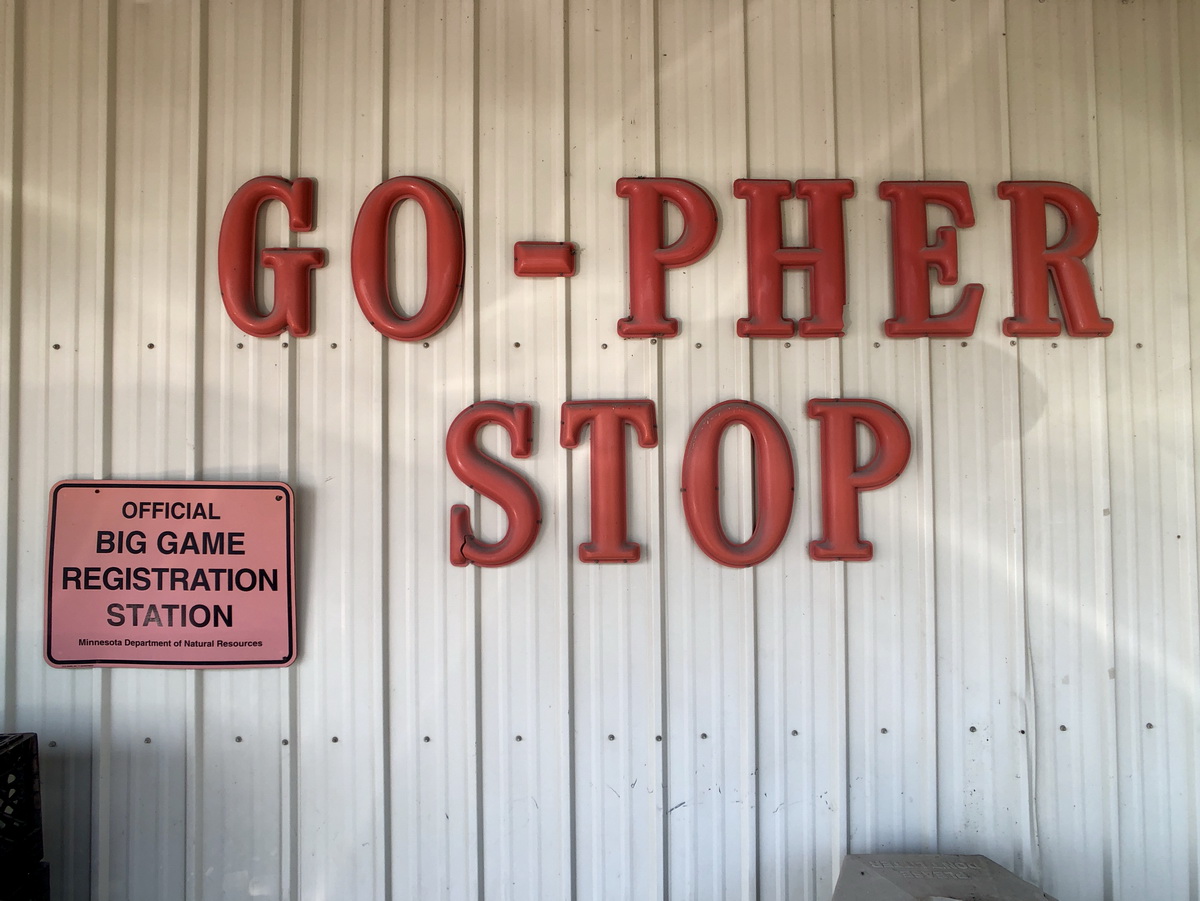 GO-PHER
STOP
OFFICIAL
BIG GAME
REGISTRATION
STATION
Minnesota Department of Natural Resources